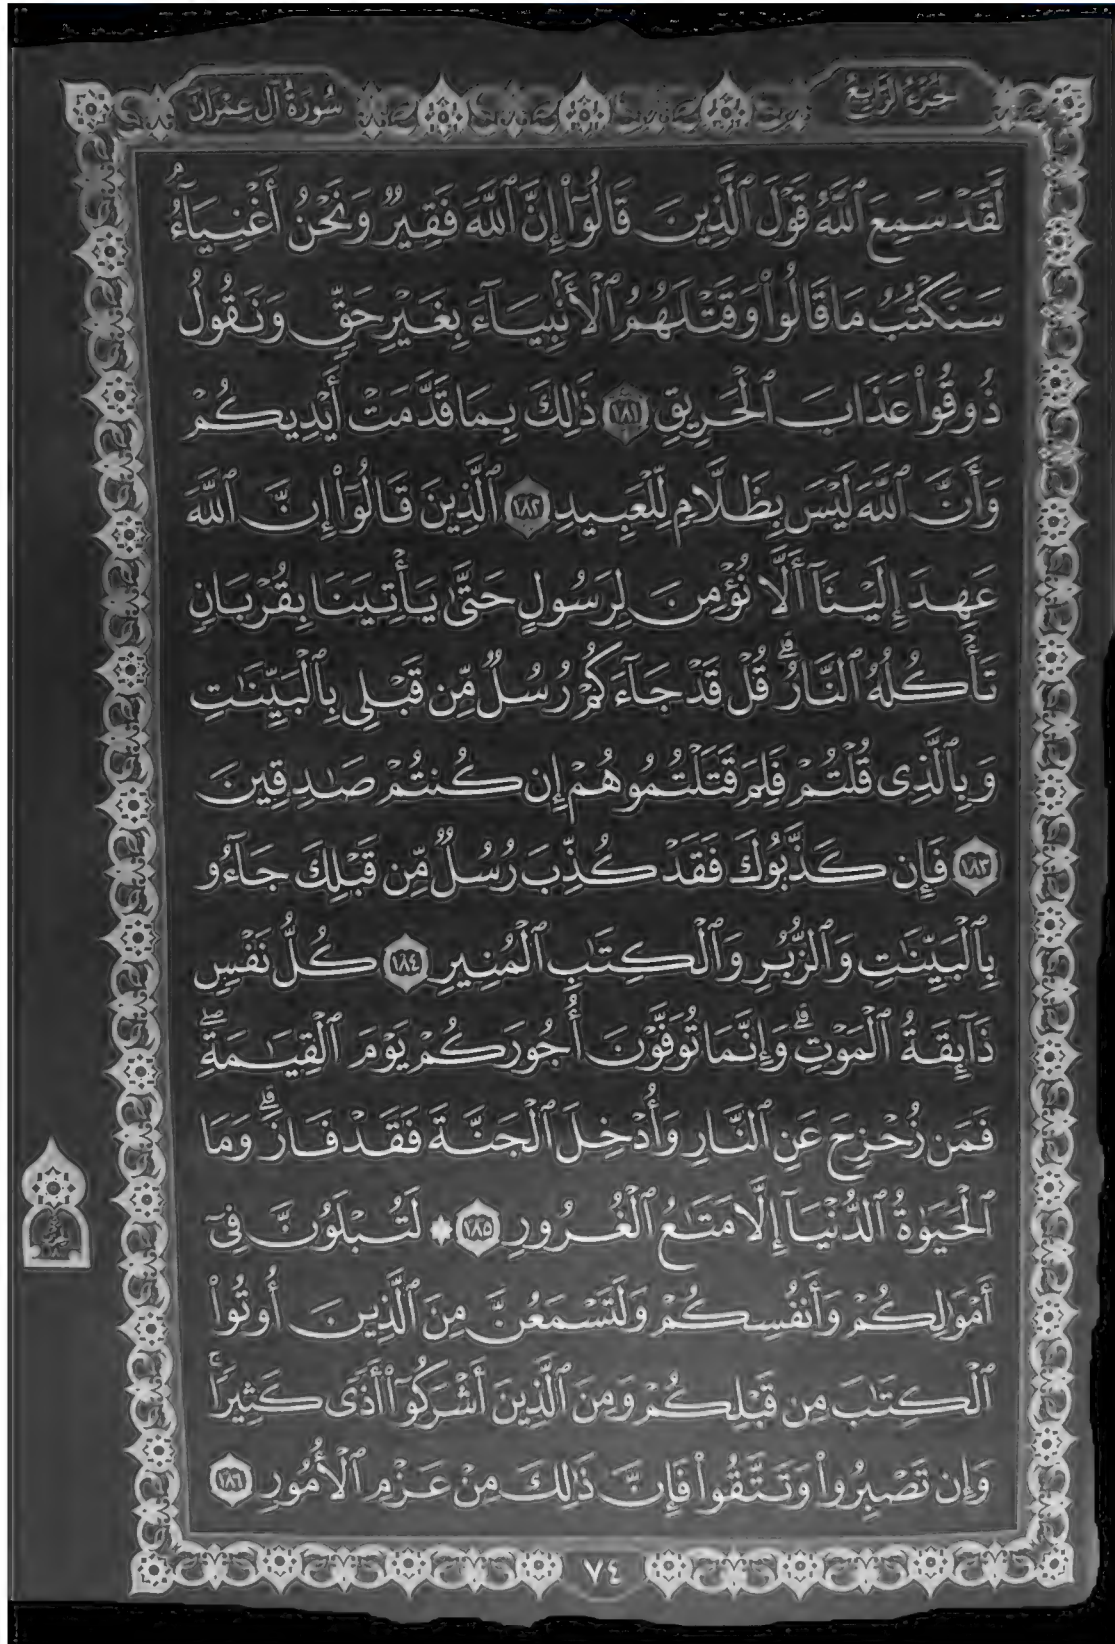 الجزء الرابع
سورة آل عمران
لَّقَدْ سَمِعَ ٱللَّهُ قَوْلَ ٱلَّذِينَ قَالُوٓا۟ إِنَّ ٱللَّهَ فَقِيرٌ وَنَحْنُ أَغْنِيَآءُ ۘ
سَنَكْتُبُ مَا قَالُوا۟ وَقَتْلَهُمُ ٱلْأَنۢبِيَآءَ بِغَيْرِ حَقٍّ وَنَقُولُ
ذُوقُوا۟ عَذَابَ ٱلْحَرِيقِ ١٨١ ذَٰلِكَ بِمَا قَدَّمَتْ أَيْدِيكُمْ
وَأَنَّ ٱللَّهَ لَيْسَ بِظَلَّامٍ لِّلْعَبِيدِ ١٨٢ ٱلَّذِينَ قَالُوٓا۟ إِنَّ ٱللَّهَ
عَهِدَ إِلَيْنَآ أَلَّا نُؤْمِنَ لِرَسُولٍ حَتَّىٰ يَأْتِيَنَا بِقُرْبَانٍ
تَأْكُلُهُ ٱلنَّارُ ۗ قُلْ قَدْ جَآءَكُمْ رُسُلٌ مِّن قَبْلِى بِٱلْبَيِّنَٰتِ
وَبِٱلَّذِى قُلْتُمْ فَلِمَ قَتَلْتُمُوهُمْ إِن كُنتُمْ صَٰدِقِينَ
١٨٣ فَإِن كَذَّبُوكَ فَقَدْ كُذِّبَ رُسُلٌ مِّن قَبْلِكَ جَآءُو
بِٱلْبَيِّنَٰتِ وَٱلزُّبُرِ وَٱلْكِتَٰبِ ٱلْمُنِيرِ ١٨٤ كُلُّ نَفْسٍ
ذَآئِقَةُ ٱلْمَوْتِ ۗ وَإِنَّمَا تُوَفَّوْنَ أُجُورَكُمْ يَوْمَ ٱلْقِيَٰمَةِ ۖ
فَمَن زُحْزِحَ عَنِ ٱلنَّارِ وَأُدْخِلَ ٱلْجَنَّةَ فَقَدْ فَازَ ۗ وَمَا
ٱلْحَيَوٰةُ ٱلدُّنْيَآ إِلَّا مَتَٰعُ ٱلْغُرُورِ ١٨٥ ۞ لَتُبْلَوُنَّ فِىٓ
أَمْوَٰلِكُمْ وَأَنفُسِكُمْ وَلَتَسْمَعُنَّ مِنَ ٱلَّذِينَ أُوتُوا۟
ٱلْكِتَٰبَ مِن قَبْلِكُمْ وَمِنَ ٱلَّذِينَ أَشْرَكُوٓا۟ أَذًى كَثِيرًا ۚ
وَإِن تَصْبِرُوا۟ وَتَتَّقُوا۟ فَإِنَّ ذَٰلِكَ مِنْ عَزْمِ ٱلْأُمُورِ ١٨٦
٧٤